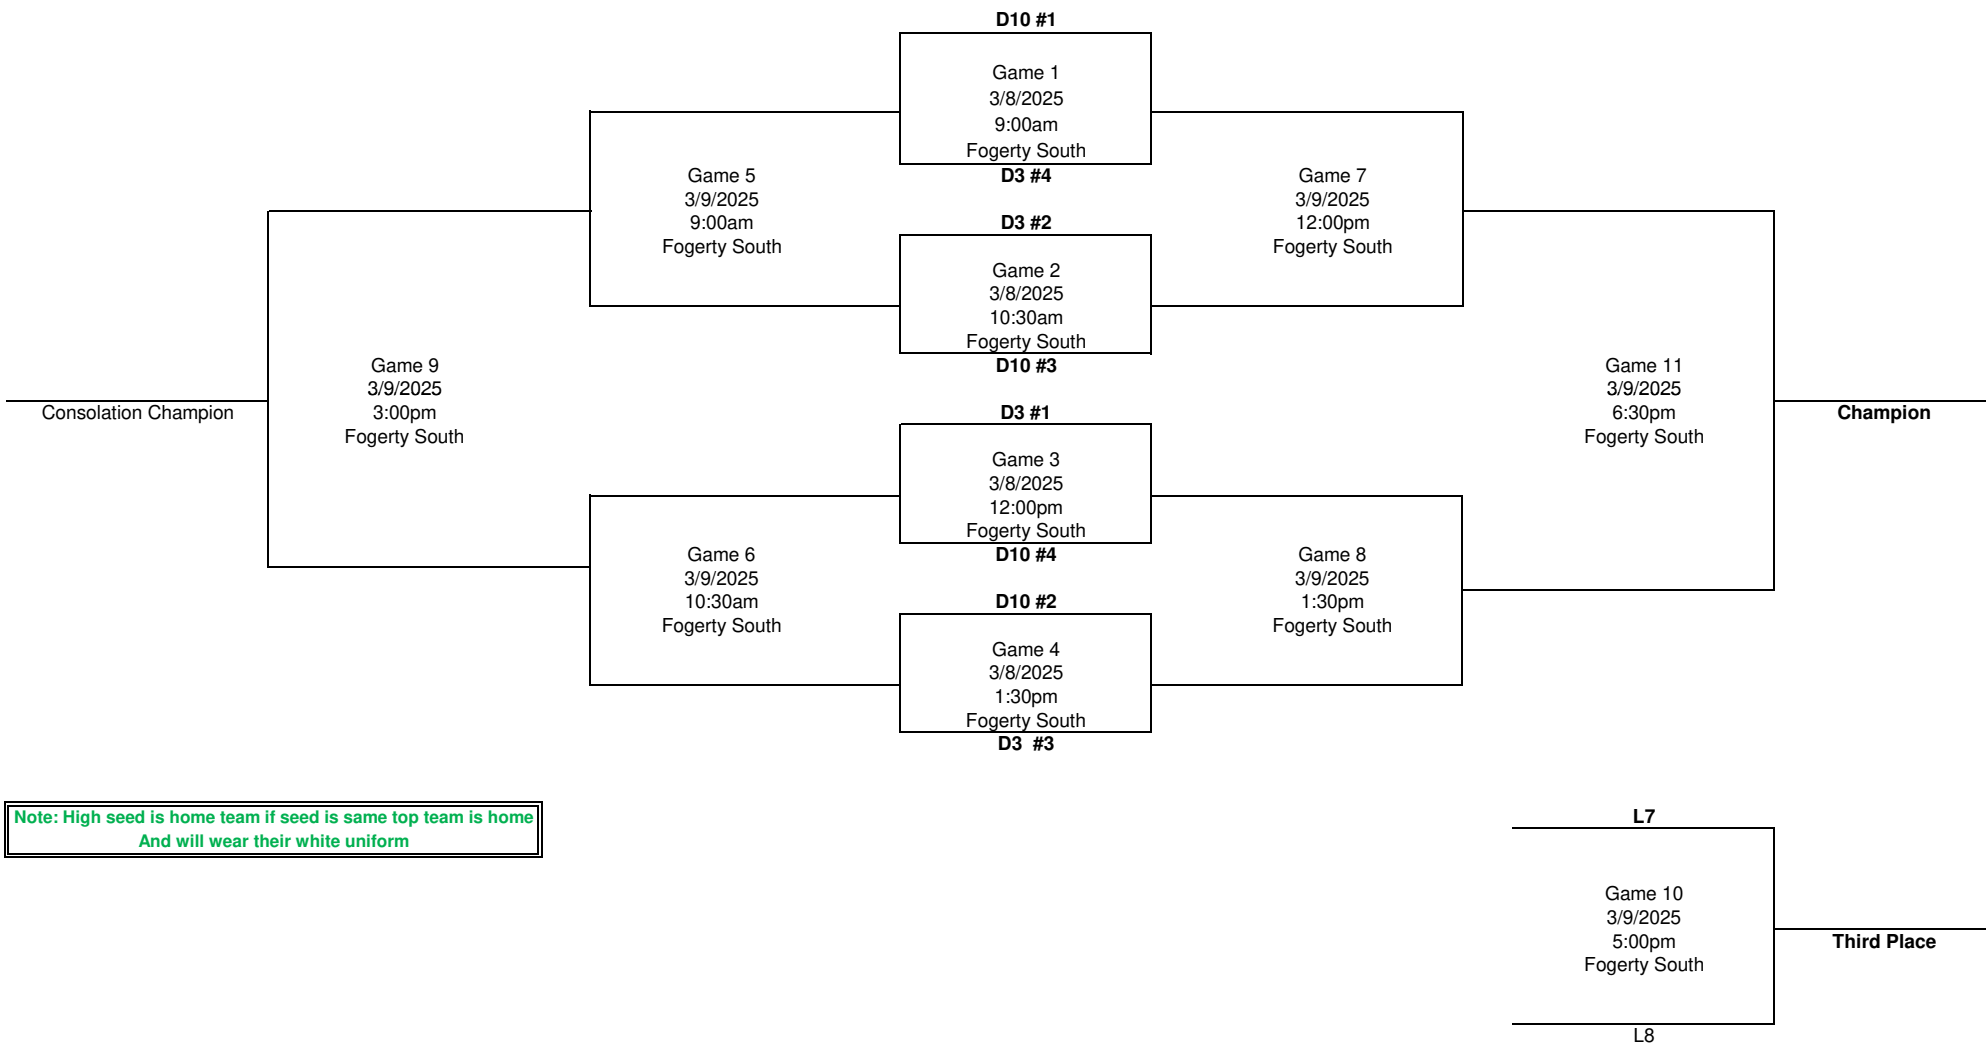 D10 #1
Game 1
3/8/2025
9:00am
Fogerty South
D3 #4
Game 5
3/9/2025
9:00am
Fogerty South
Game 7
3/9/2025
12:00pm
Fogerty South
D3 #2
Game 2
3/8/2025
10:30am
Fogerty South
D10 #3
Game 9
3/9/2025
3:00pm
Fogerty South
Consolation Champion
Game 11
3/9/2025
6:30pm
Fogerty South
Champion
D3 #1
Game 3
3/8/2025
12:00pm
Fogerty South
D10 #4
Game 6
3/9/2025
10:30am
Fogerty South
Game 8
3/9/2025
1:30pm
Fogerty South
D10 #2
Game 4
3/8/2025
1:30pm
Fogerty South
D3  #3
Note: High seed is home team if seed is same top team is home
And will wear their white uniform
L7
Game 10
3/9/2025
5:00pm
Fogerty South
Third Place
L8